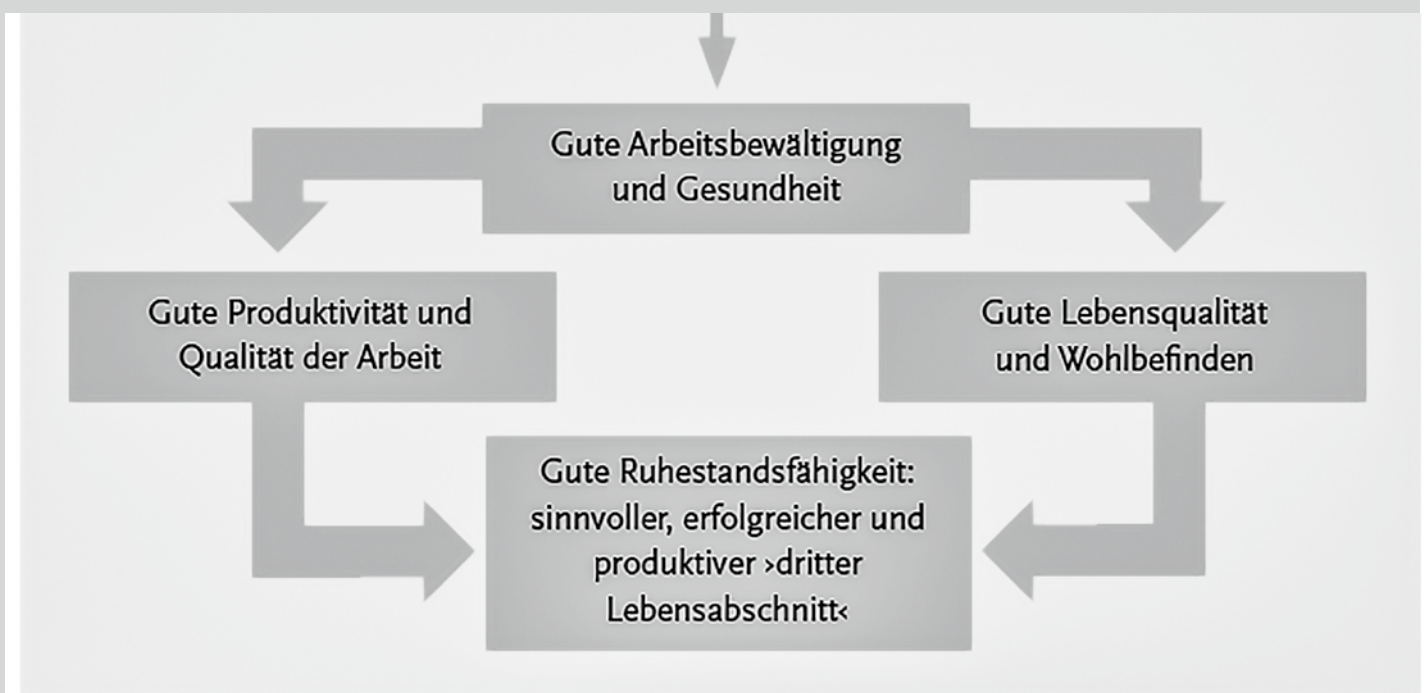 Gute Arbeitsbewältigung
und Gesundheit
Gute Produktivität und
Qualität der Arbeit
Gute Lebensqualität
und Wohlbefinden
Gute Ruhestandsfähigkeit:
sinnvoller, erfolgreicher und
produktiver ›dritter
Lebensabschnitt‹